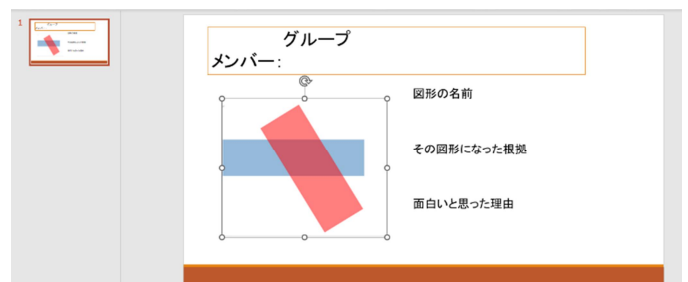 1
グループ
メンバー:
図形の名前
その図形になった根拠
面白いと思った理由